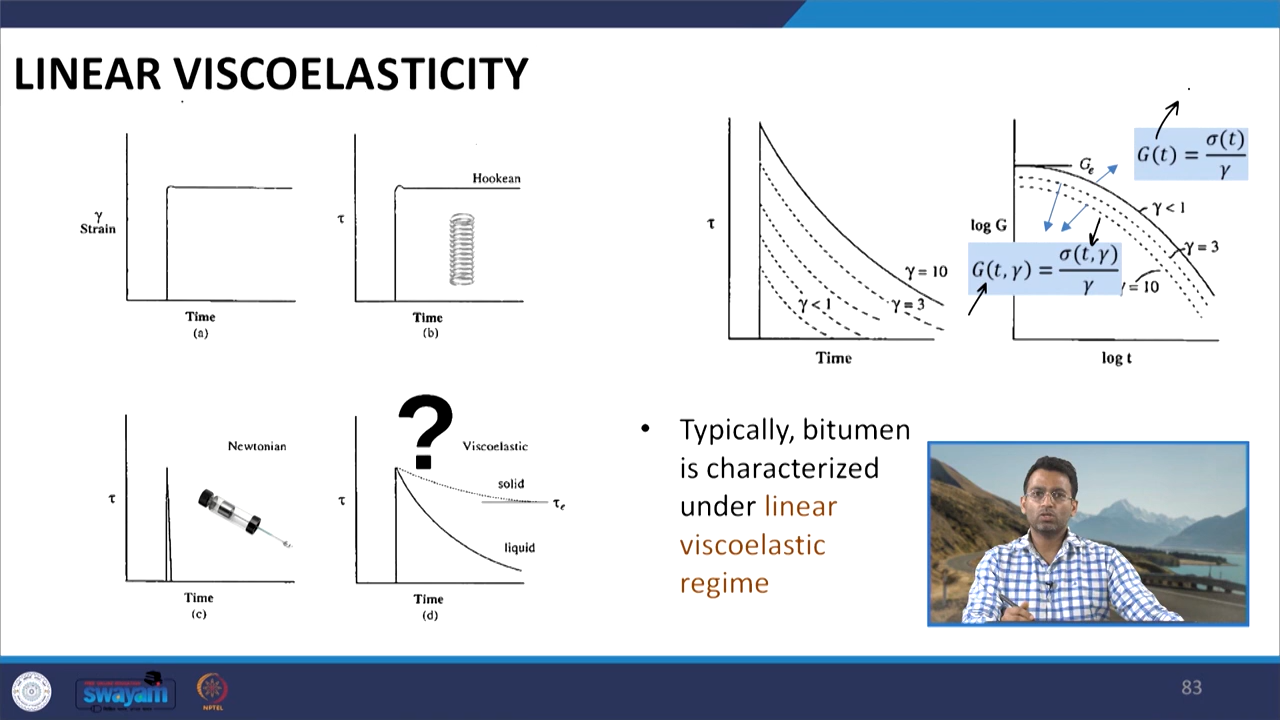 LINEAR VISCOELASTICITY
γ
Strain
Time
(a)
τ
Hookean
Time
(b)
τ
Newtonian
Time
(c)
?
τ
Viscoelastic
solid
τe
liquid
Time
(d)
τ
γ = 10
γ = 3
γ < 1
Time
log G
Ge
G(t) = σ(t)/γ
γ < 1
γ = 3
G(t, γ) = σ(t, γ)/γ
= 10
log t
• Typically, bitumen
is characterized
under linear
viscoelastic
regime
swayam
NPTEL
83